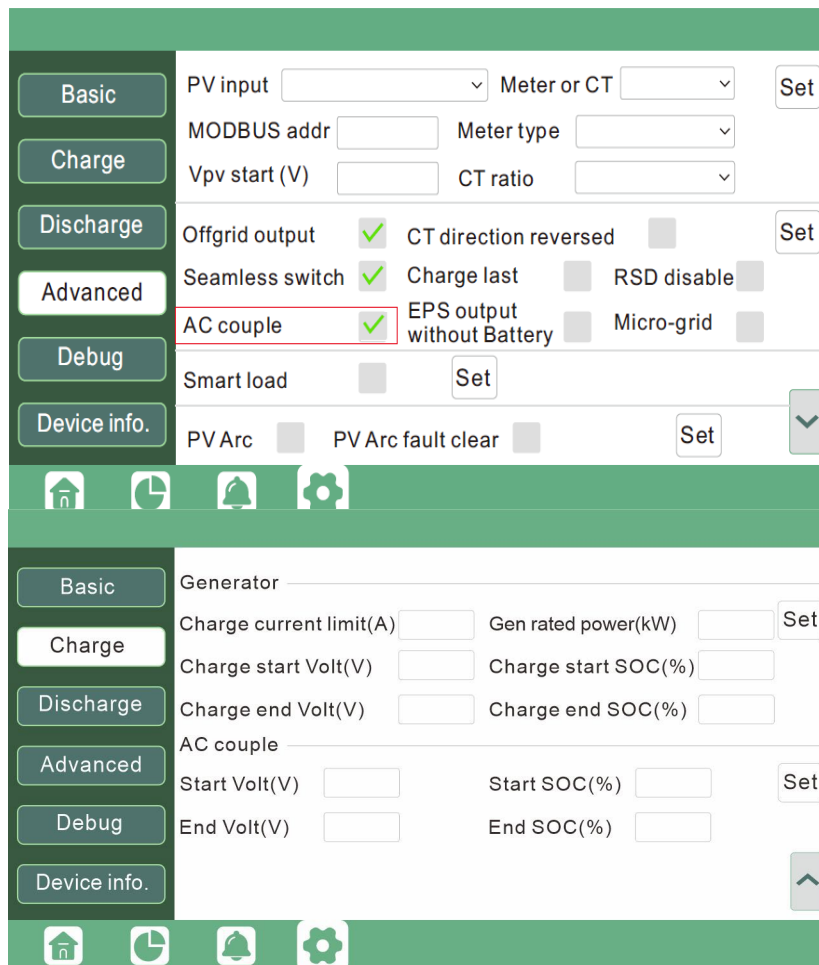 Basic
Charge
Discharge
Advanced
Debug
Device info.
PV input Meter or CT Set
MODBUS addr Meter type
Vpv start (V) CT ratio
Offgrid output CT direction reversed Set
Seamless switch Charge last RSD disable
AC couple EPS output without Battery Micro-grid
Smart load Set
PV Arc PV Arc fault clear Set
Basic
Charge
Discharge
Advanced
Debug
Device info.
Generator
Charge current limit(A) Gen rated power(kW) Set
Charge start Volt(V) Charge start SOC(%)
Charge end Volt(V) Charge end SOC(%)
AC couple
Start Volt(V) Start SOC(%) Set
End Volt(V) End SOC(%)